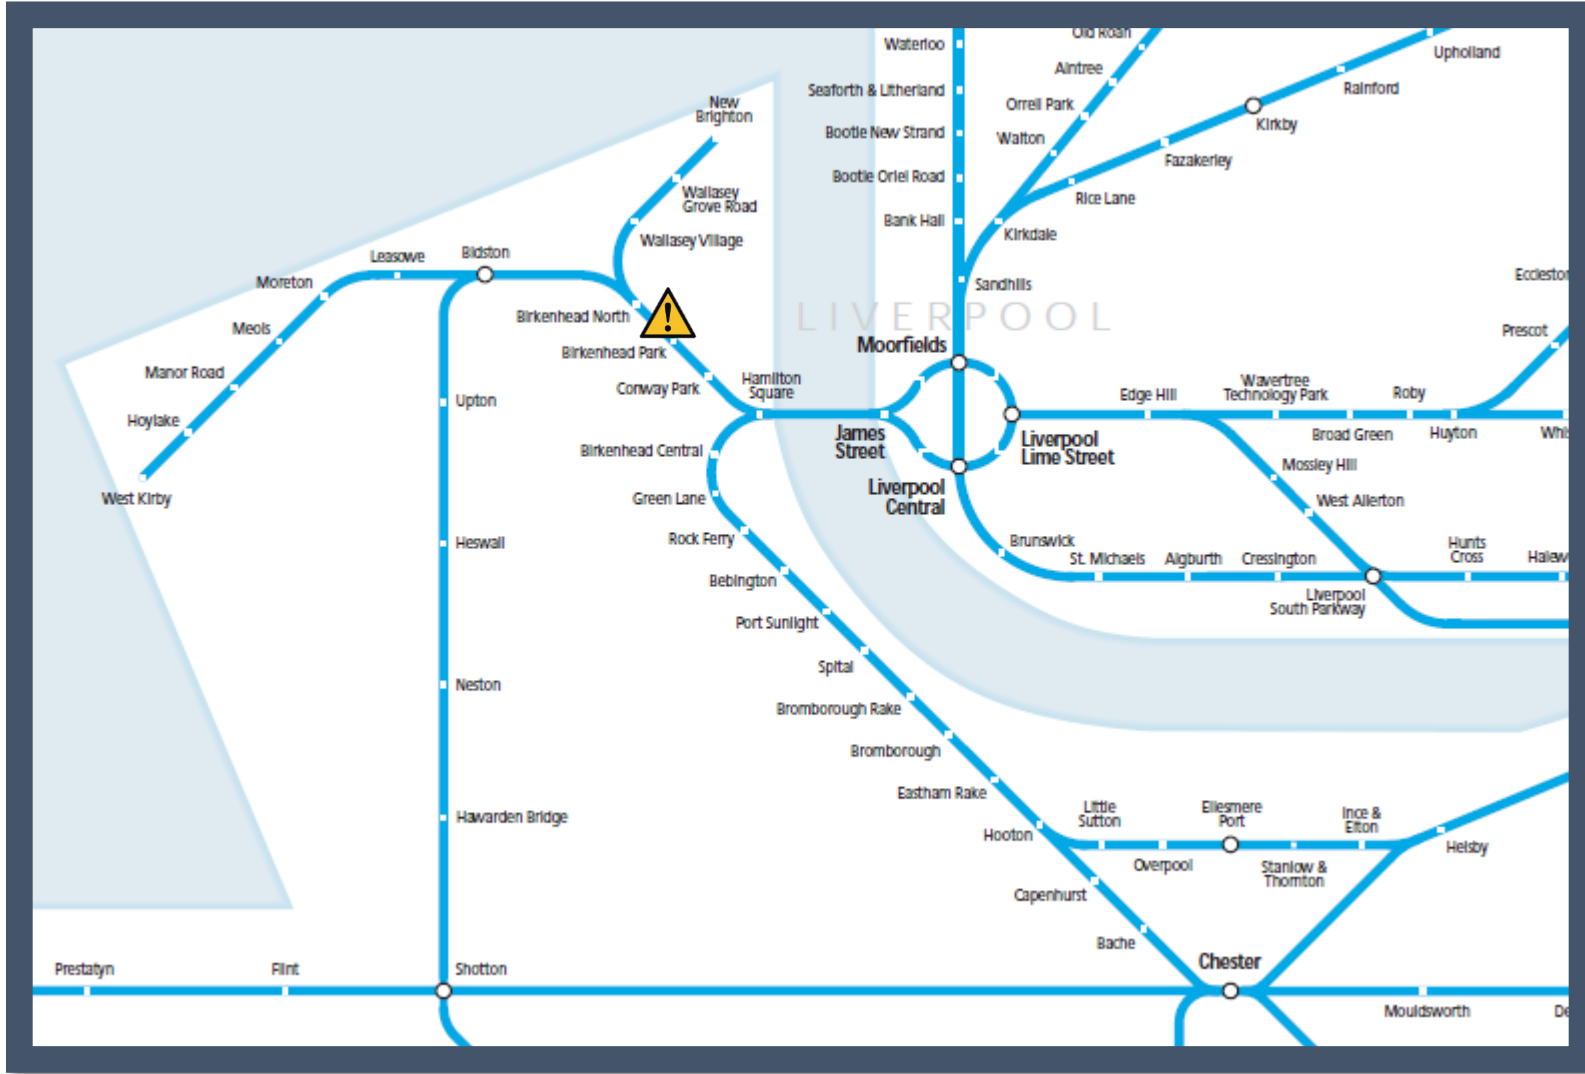 Waterloo
Old Roan
Upholland
Aintree
Seaforth & Litherland
Rainford
New
Brighton
Orrell Park
Kirkby
Bootle New Strand
Walton
Fazakerley
Bootle Oriel Road
Wallasey
Grove Road
Rice Lane
Bank Hall
Kirkdale
Wallasey Village
Leasowe
Bidston
Moreton
Sandhills
Ecclesto
Birkenhead North
LIVERPOOL
Meols
Prescot
Moorfields
Birkenhead Park
Manor Road
Conway Park
Hamilton
Square
Edge Hill
Wavertree
Technology Park
Roby
Upton
Hoylake
James
Street
Liverpool
Lime Street
Broad Green
Huyton
Whi
Birkenhead Central
Mossley Hill
West Kirby
Green Lane
Liverpool
Central
West Allerton
Rock Ferry
Heswall
Brunswick
St. Michaels
Aigburth
Cressington
Hunts
Cross
Halew
Bebington
Liverpool
South Parkway
Port Sunlight
Spital
Neston
Bromborough Rake
Bromborough
Eastham Rake
Hawarden Bridge
Little
Sutton
Ellesmere
Port
Ince &
Elton
Hooton
Helsby
Overpool
Stanlow &
Thornton
Capenhurst
Bache
Chester
Prestatyn
Flint
Shotton
Mouldsworth
De